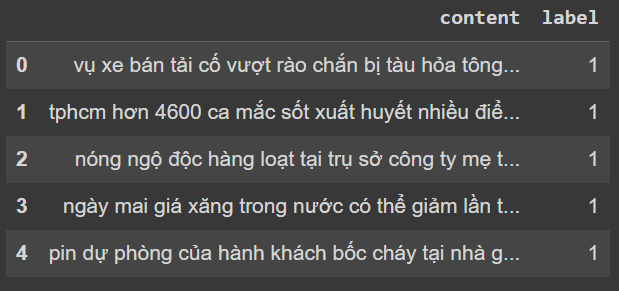 content label
0 vụ xe bán tải cố vượt rào chắn bị tàu hỏa tông... 1
1 tphcm hơn 4600 ca mắc sốt xuất huyết nhiều điể... 1
2 nóng ngộ độc hàng loạt tại trụ sở công ty mẹ t... 1
3 ngày mai giá xăng trong nước có thể giảm lần t... 1
4 pin dự phòng của hành khách bốc cháy tại nhà g... 1